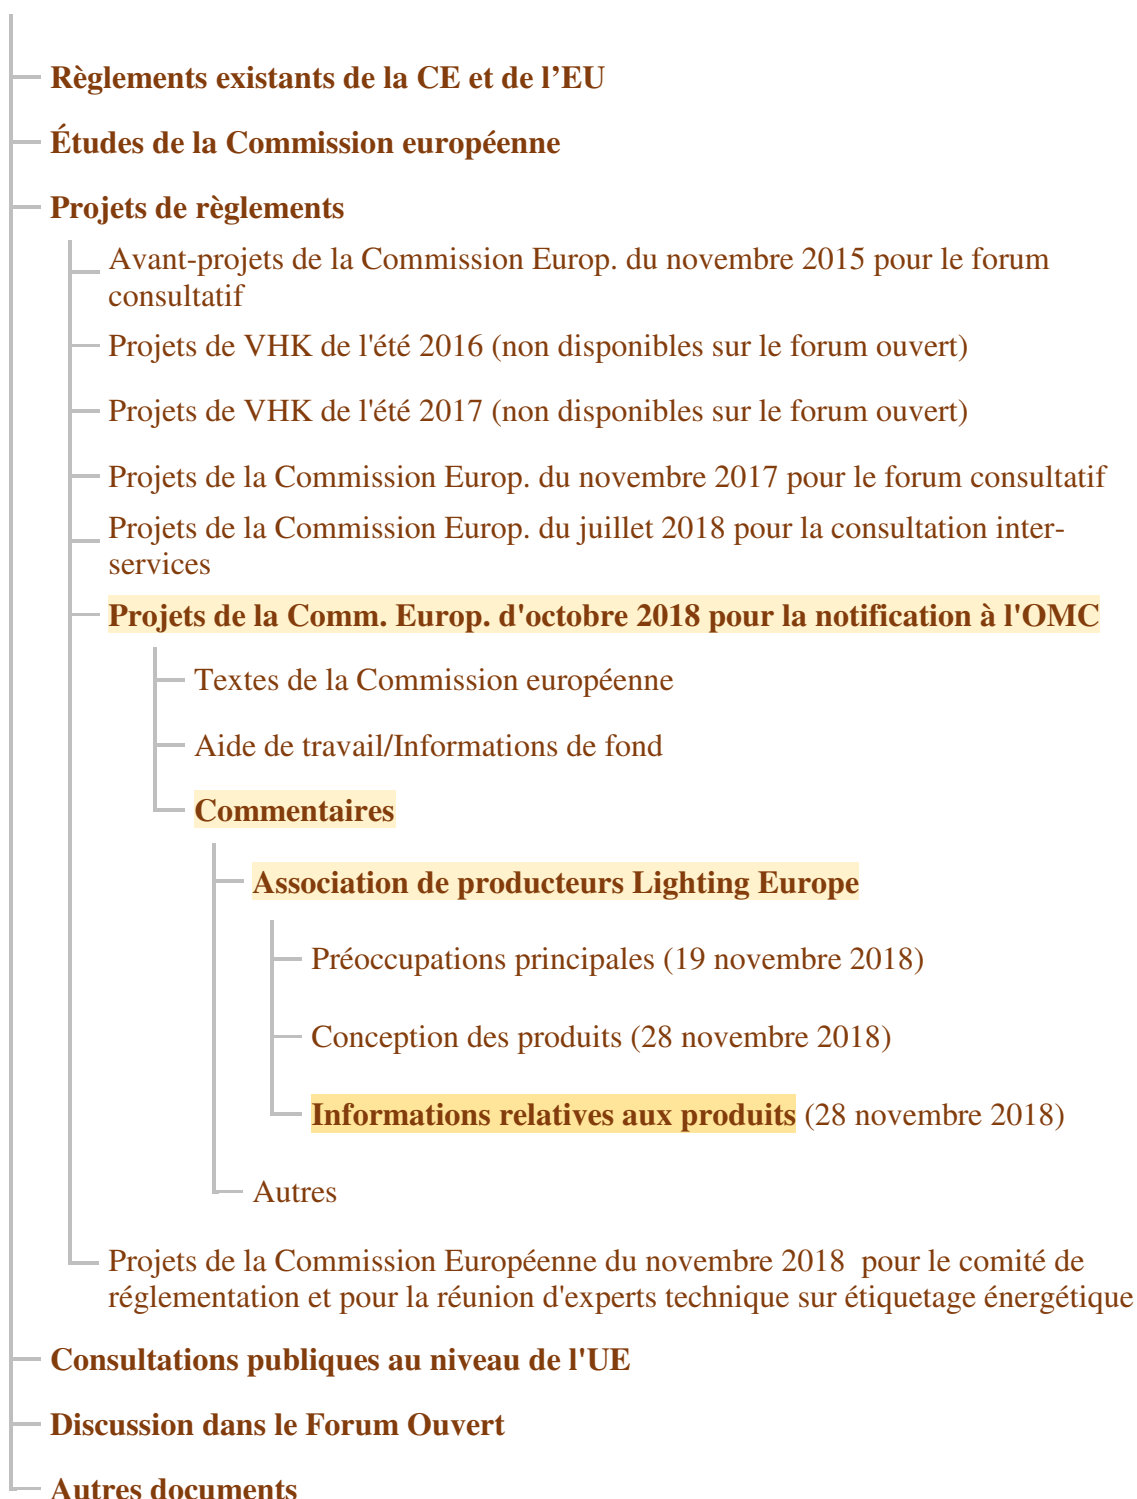 Règlements existants de la CE et de l’EU
Études de la Commission européenne
Projets de règlements
Avant-projets de la Commission Europ. du novembre 2015 pour le forum
consultatif
Projets de VHK de l'été 2016 (non disponibles sur le forum ouvert)
Projets de VHK de l'été 2017 (non disponibles sur le forum ouvert)
Projets de la Commission Europ. du novembre 2017 pour le forum consultatif
Projets de la Commission Europ. du juillet 2018 pour la consultation inter-
services
Projets de la Comm. Europ. d'octobre 2018 pour la notification à l'OMC
Textes de la Commission européenne
Aide de travail/Informations de fond
Commentaires
Association de producteurs Lighting Europe
Préoccupations principales (19 novembre 2018)
Conception des produits (28 novembre 2018)
Informations relatives aux produits (28 novembre 2018)
Autres
Projets de la Commission Européenne du novembre 2018 pour le comité de
réglementation et pour la réunion d'experts technique sur étiquetage énergétique
Consultations publiques au niveau de l'UE
Discussion dans le Forum Ouvert
Autres documents